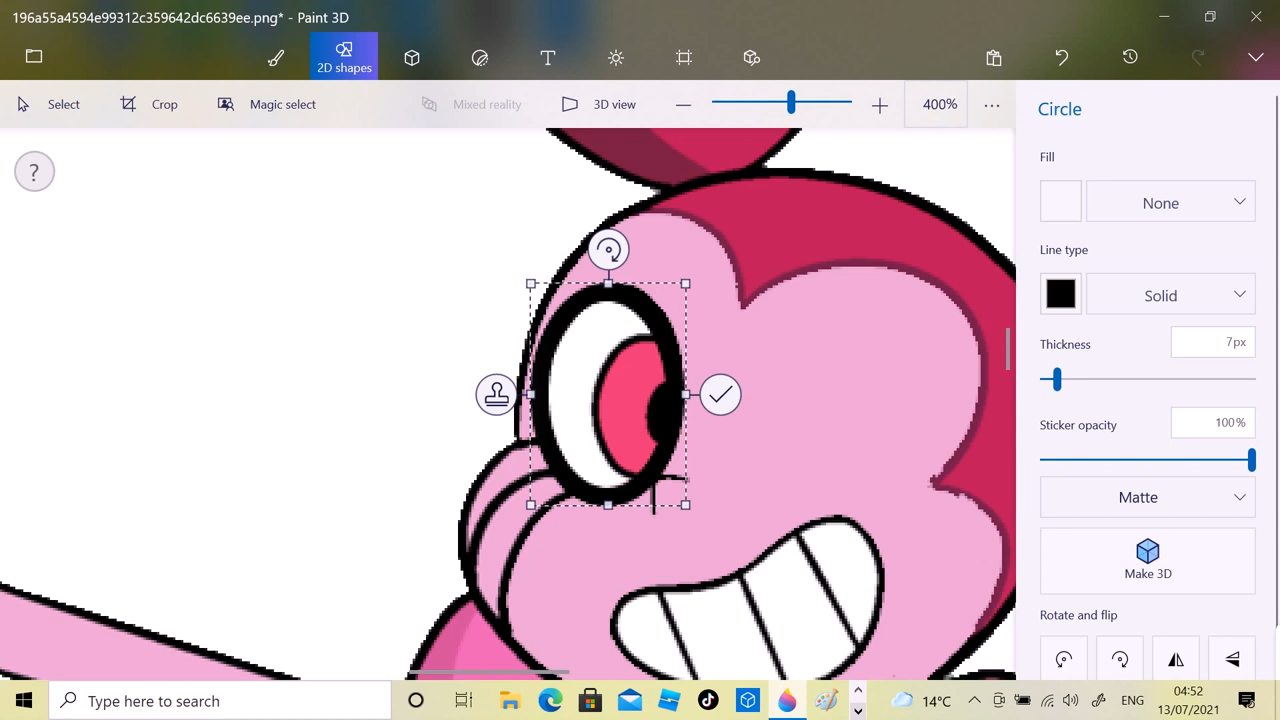 196a55a4594e99312c359642dc6639ee.png* - Paint 3D
2D shapes
Select
Crop
Magic select
Mixed reality
3D view
400%
?
Circle
Fill
None
Line type
Solid
Thickness
7px
Sticker opacity
100%
Matte
Make 3D
Rotate and flip
Type here to search
14°C
ENG
04:52
13/07/2021